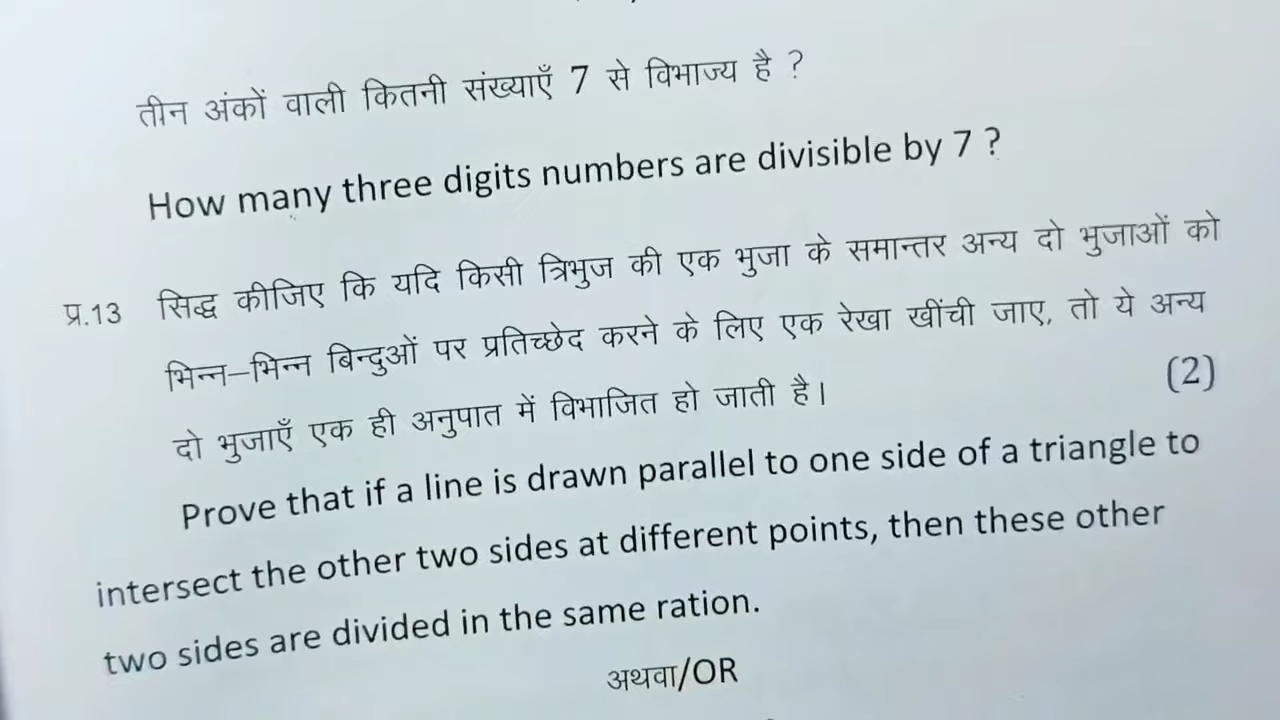 तीन अंकों वाली कितनी संख्याएँ 7 से विभाज्य है ?
How many three digits numbers are divisible by 7 ?
प्र.13 सिद्ध कीजिए कि यदि किसी त्रिभुज की एक भुजा के समान्तर अन्य दो भुजाओं को
भिन्न–भिन्न बिन्दुओं पर प्रतिच्छेद करने के लिए एक रेखा खींची जाए, तो ये अन्य
दो भुजाएँ एक ही अनुपात में विभाजित हो जाती है। (2)
Prove that if a line is drawn parallel to one side of a triangle to
intersect the other two sides at different points, then these other
two sides are divided in the same ration.
अथवा/OR